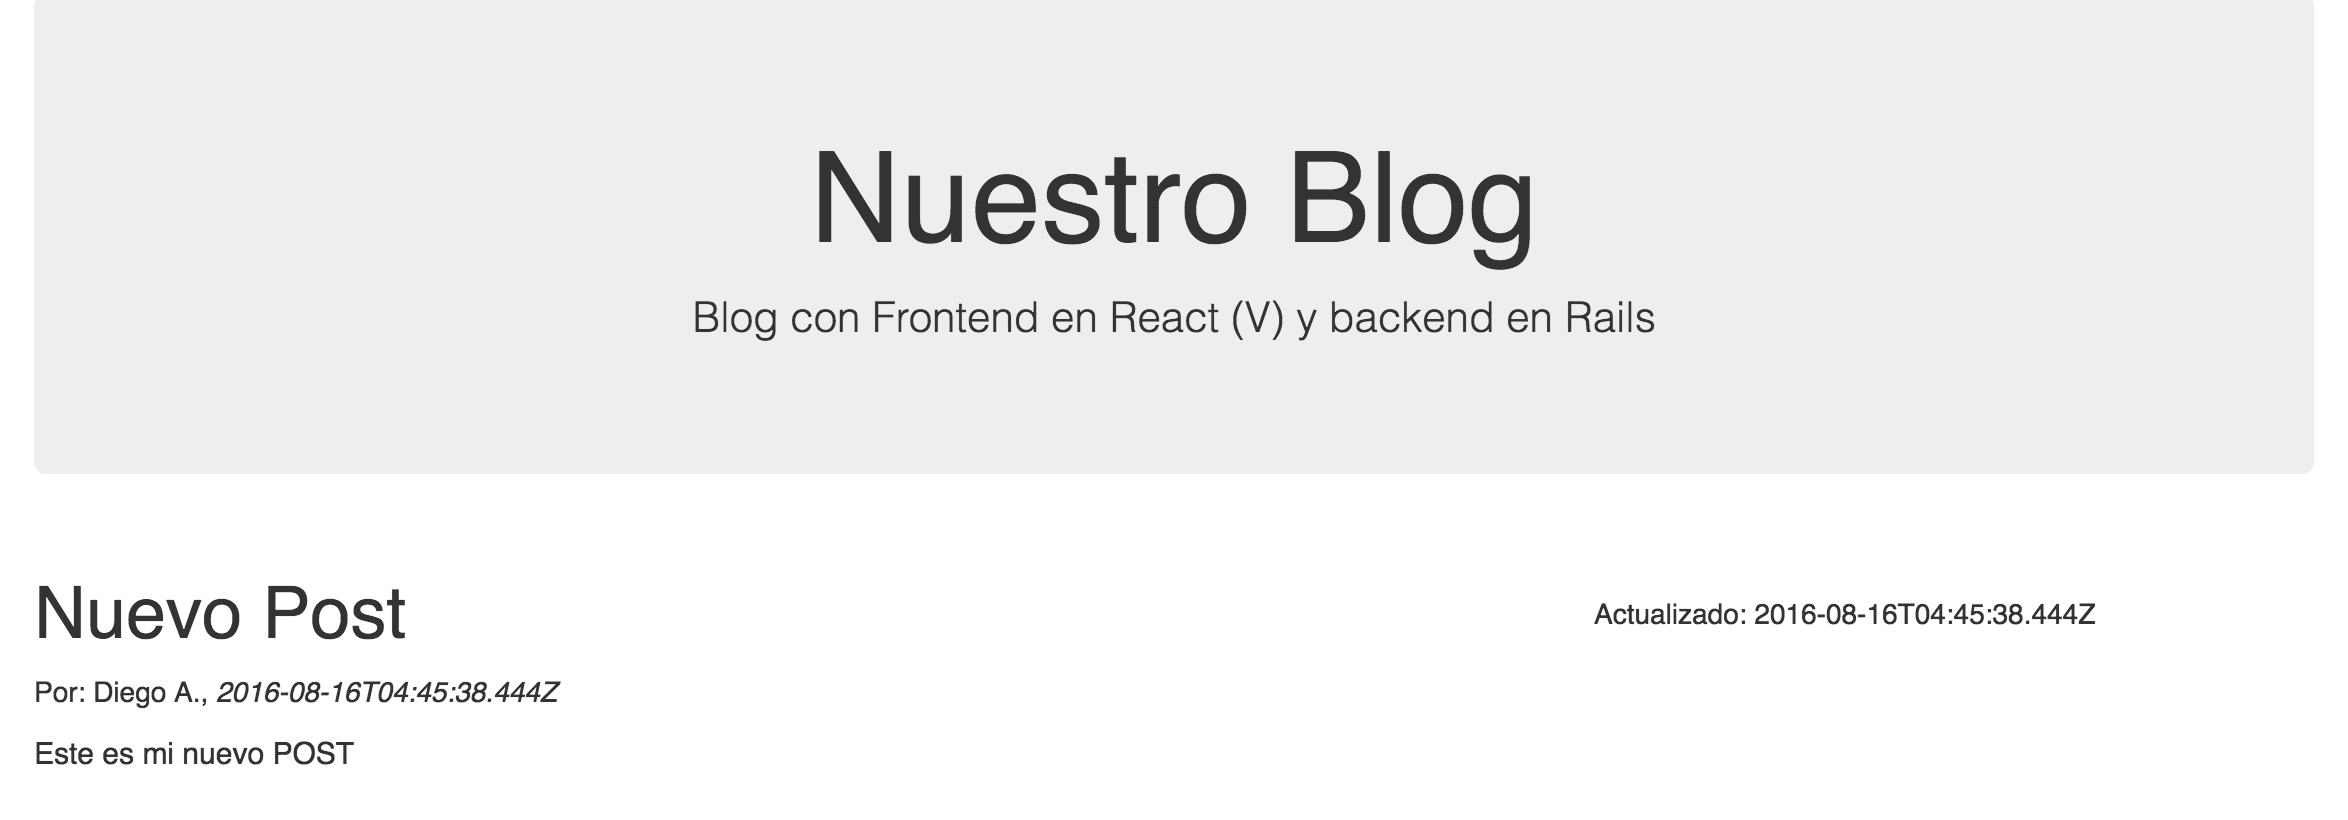 Nuestro Blog
Blog con Frontend en React (V) y backend en Rails
Nuevo Post
Actualizado: 2016-08-16T04:45:38.444Z
Por: Diego A., 2016-08-16T04:45:38.444Z
Este es mi nuevo POST